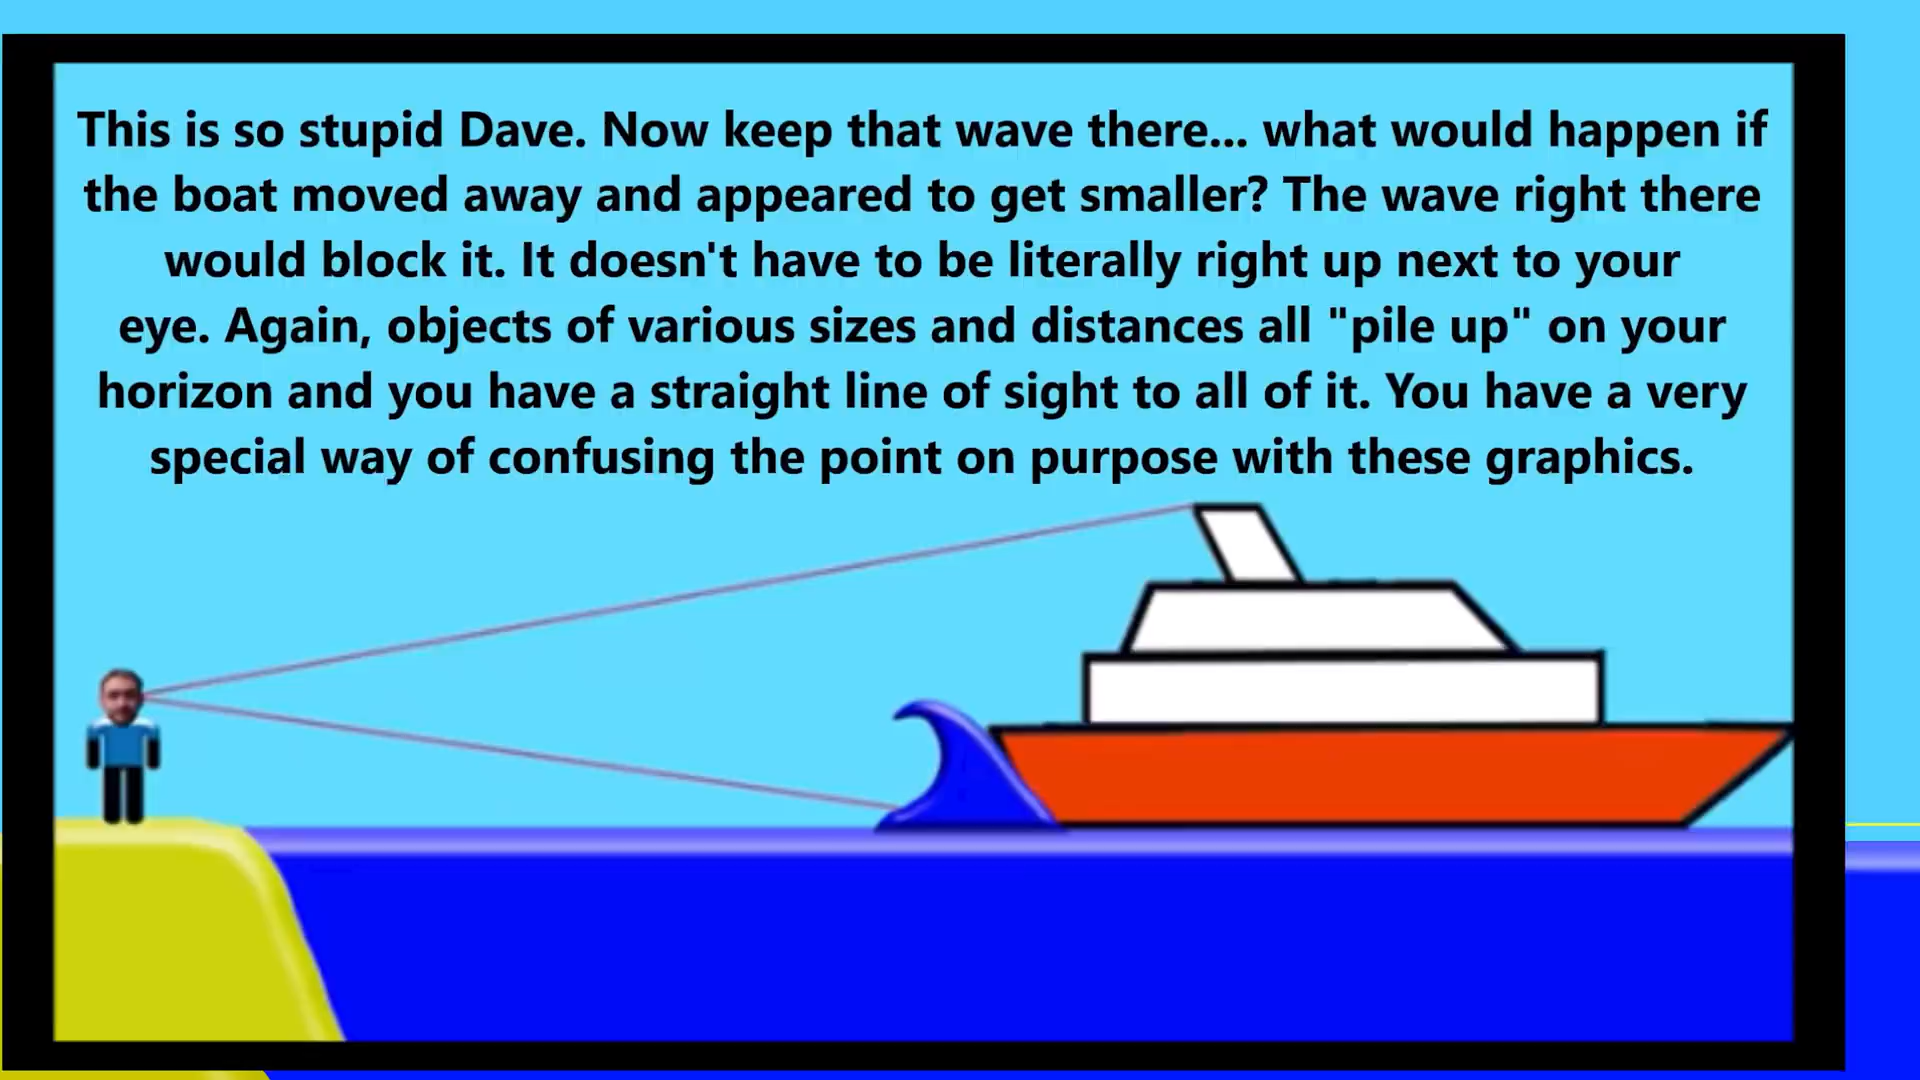 This is so stupid Dave. Now keep that wave there... what would happen if
the boat moved away and appeared to get smaller? The wave right there
would block it. It doesn't have to be literally right up next to your
eye. Again, objects of various sizes and distances all "pile up" on your
horizon and you have a straight line of sight to all of it. You have a very
special way of confusing the point on purpose with these graphics.